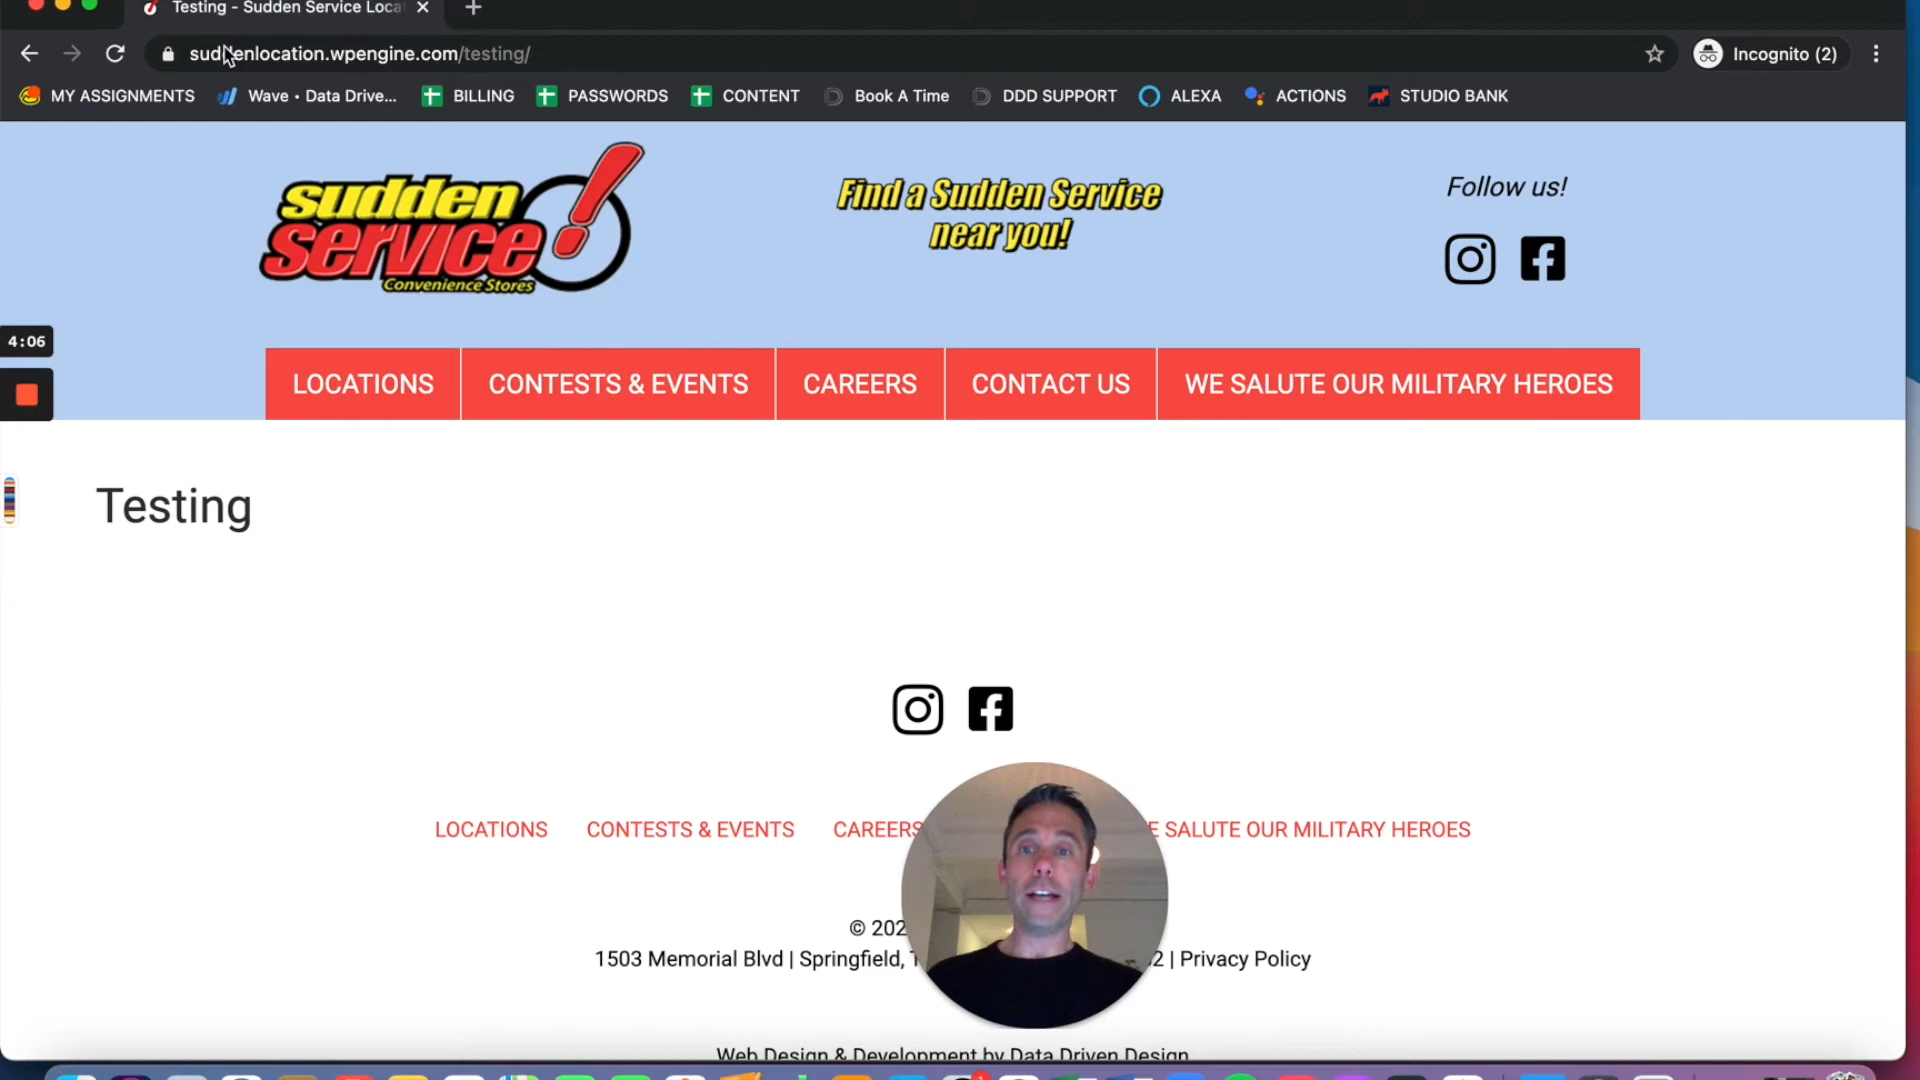 Testing - Sudden Service Loca
suddenlocation.wpengine.com/testing/
Incognito (2)
MY ASSIGNMENTS
Wave • Data Drive...
BILLING
PASSWORDS
CONTENT
Book A Time
DDD SUPPORT
ALEXA
ACTIONS
STUDIO BANK
sudden
service
Convenience Stores
Find a Sudden Service
near you!
Follow us!
4:06
LOCATIONS
CONTESTS & EVENTS
CAREERS
CONTACT US
WE SALUTE OUR MILITARY HEROES
Testing
LOCATIONS
CONTESTS & EVENTS
CAREERS
E SALUTE OUR MILITARY HEROES
© 202
1503 Memorial Blvd | Springfield, T
2 | Privacy Policy
Web Design & Development by Data Driven Design